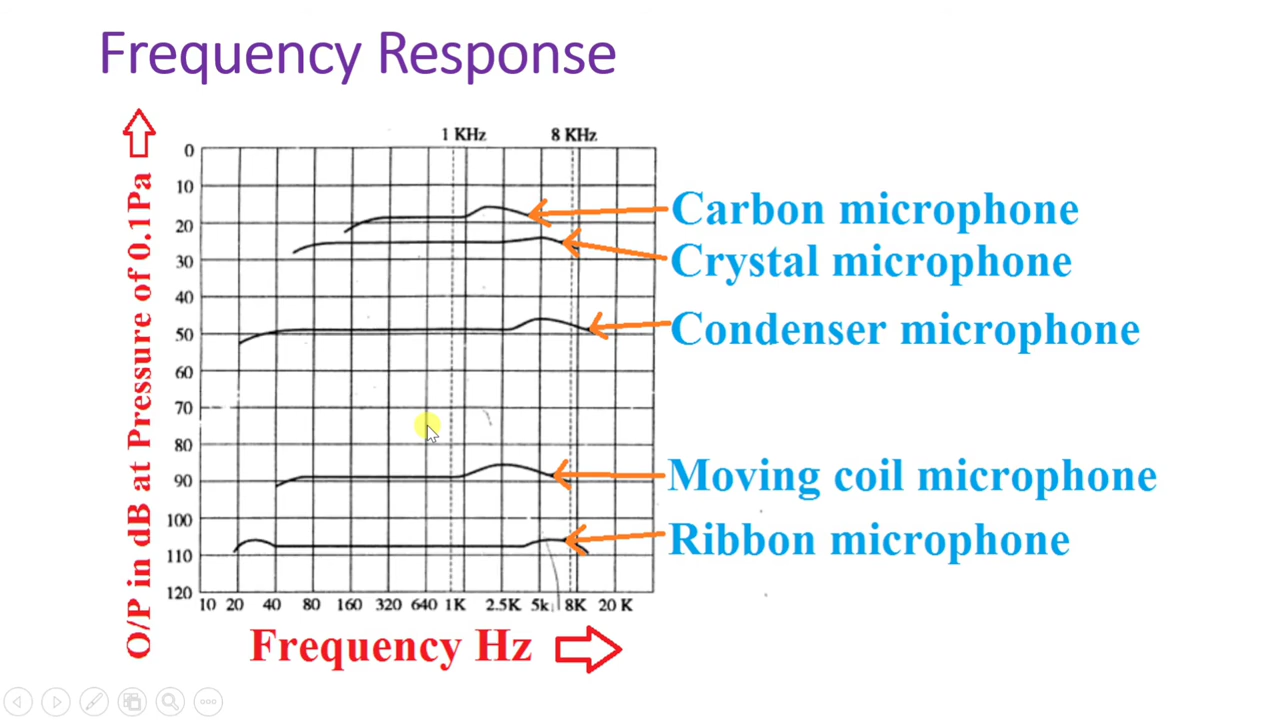 Frequency Response
O/P in dB at Pressure of 0.1Pa
1 KHz 8 KHz
0
10
20
30
40
50
60
70
80
90
100
110
120
10 20 40 80 160 320 640 1K 2.5K 5k 8K 20 K
Frequency Hz
Carbon microphone
Crystal microphone
Condenser microphone
Moving coil microphone
Ribbon microphone